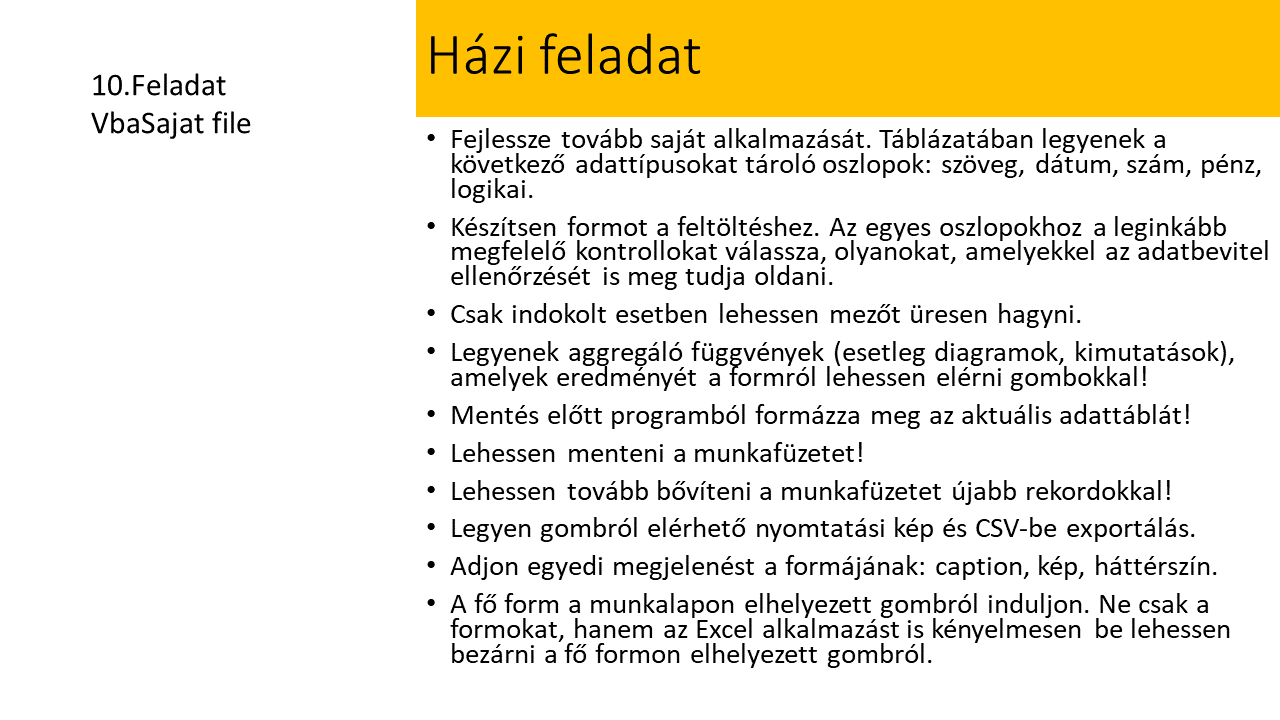 10.Feladat
VbaSajat file
Házi feladat
• Fejlessze tovább saját alkalmazását. Táblázatában legyenek a
következő adattípusokat tároló oszlopok: szöveg, dátum, szám, pénz,
logikai.
• Készítsen formot a feltöltéshez. Az egyes oszlopokhoz a leginkább
megfelelő kontrollokat válassza, olyanokat, amelyekkel az adatbevitel
ellenőrzését is meg tudja oldani.
• Csak indokolt esetben lehessen mezőt üresen hagyni.
• Legyenek aggregáló függvények (esetleg diagramok, kimutatások),
amelyek eredményét a formról lehessen elérni gombokkal!
• Mentés előtt programból formázza meg az aktuális adattáblát!
• Lehessen menteni a munkafüzetet!
• Lehessen tovább bővíteni a munkafüzetet újabb rekordokkal!
• Legyen gombról elérhető nyomtatási kép és CSV-be exportálás.
• Adjon egyedi megjelenést a formájának: caption, kép, háttérszín.
• A fő form a munkalapon elhelyezett gombról induljon. Ne csak a
formokat, hanem az Excel alkalmazást is kényelmesen be lehessen
bezárni a fő formon elhelyezett gombról.